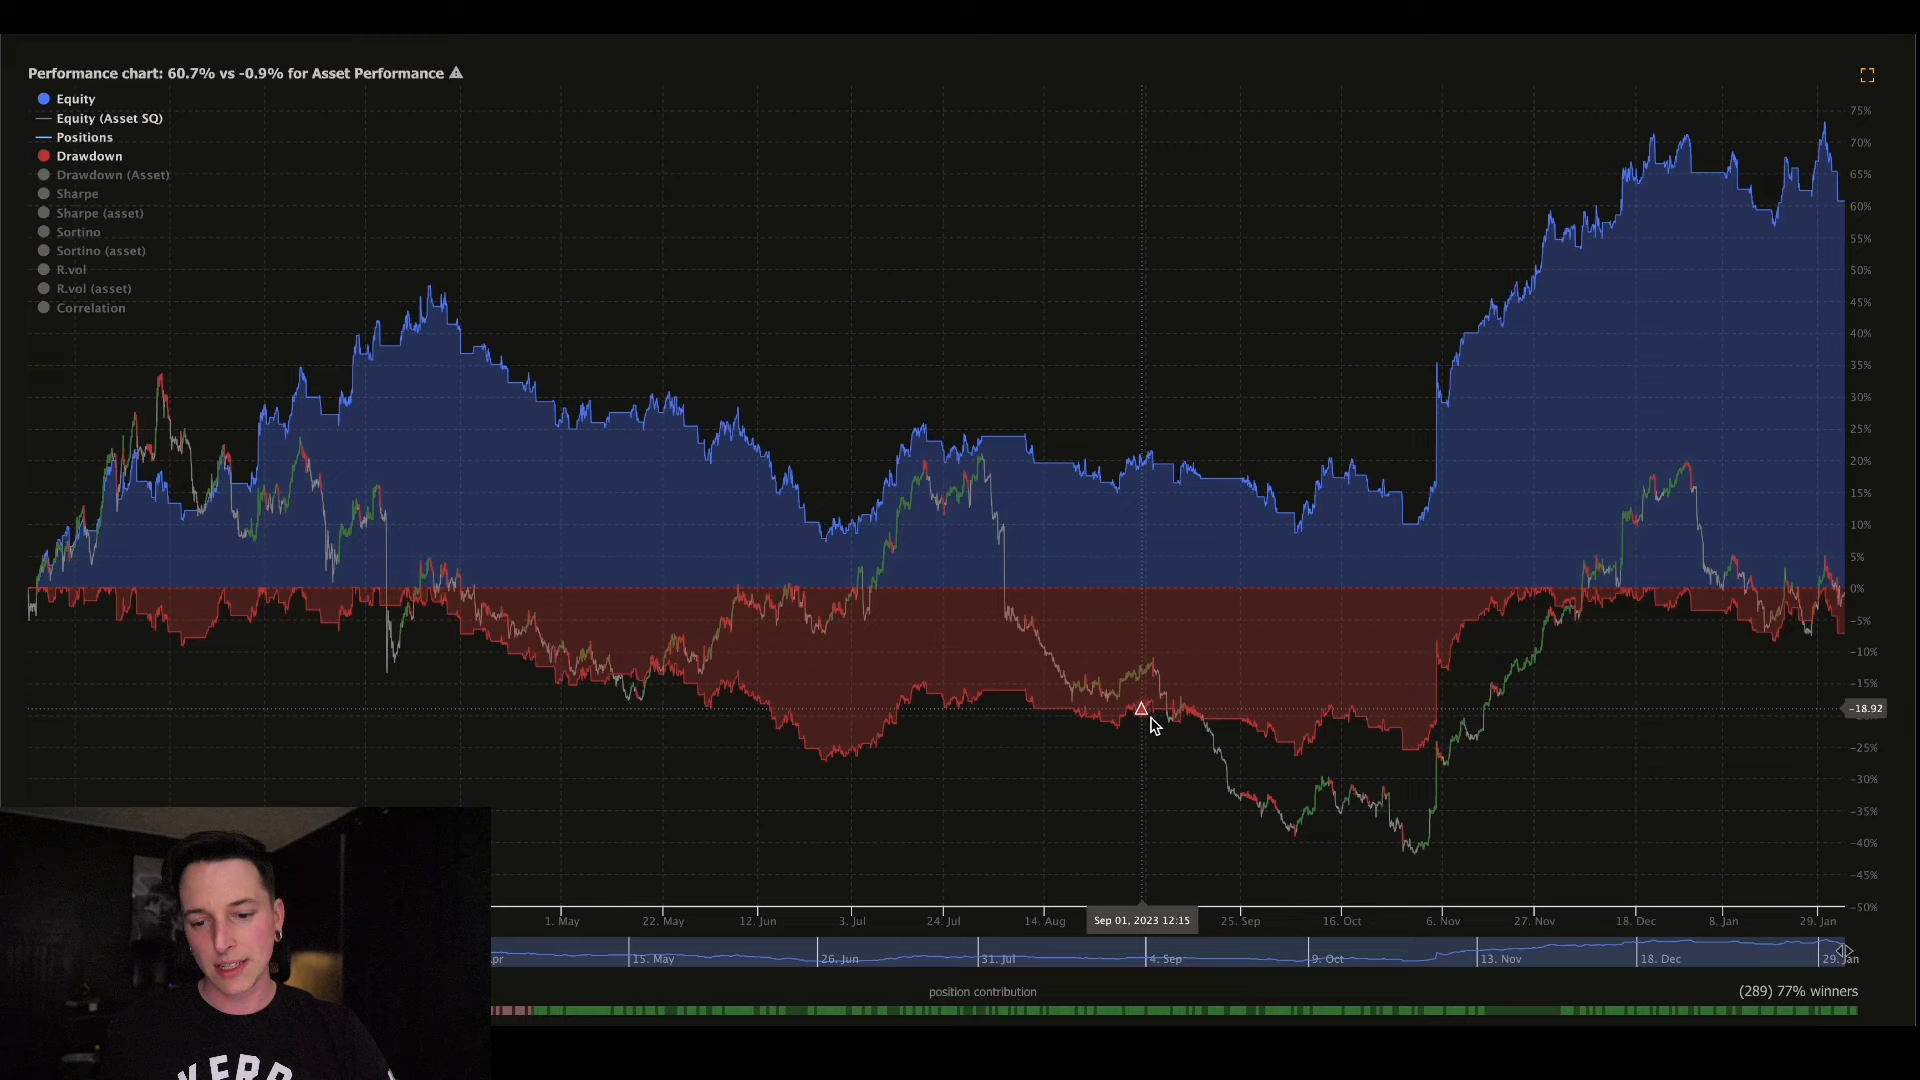 Performance chart: 60.7% vs -0.9% for Asset Performance
Equity
Equity (Asset SQ)
Positions
Drawdown
Drawdown (Asset)
Sharpe
Sharpe (asset)
Sortino
Sortino (asset)
R.vol
R.vol (asset)
Correlation
75%
70%
65%
60%
55%
50%
45%
40%
35%
30%
25%
20%
15%
10%
5%
0%
-5%
-10%
-15%
-18.92
-25%
-30%
-35%
-40%
-45%
-50%
1. May 22. May 12. Jun 3. Jul 24. Jul 14. Aug Sep 01, 2023 12:15 25. Sep 16. Oct 6. Nov 27. Nov 18. Dec 8. Jan 29. Jan
pr 15. May 26. Jun 31. Jul 4. Sep 9. Oct 13. Nov 18. Dec 29. Jan
position contribution
(289) 77% winners